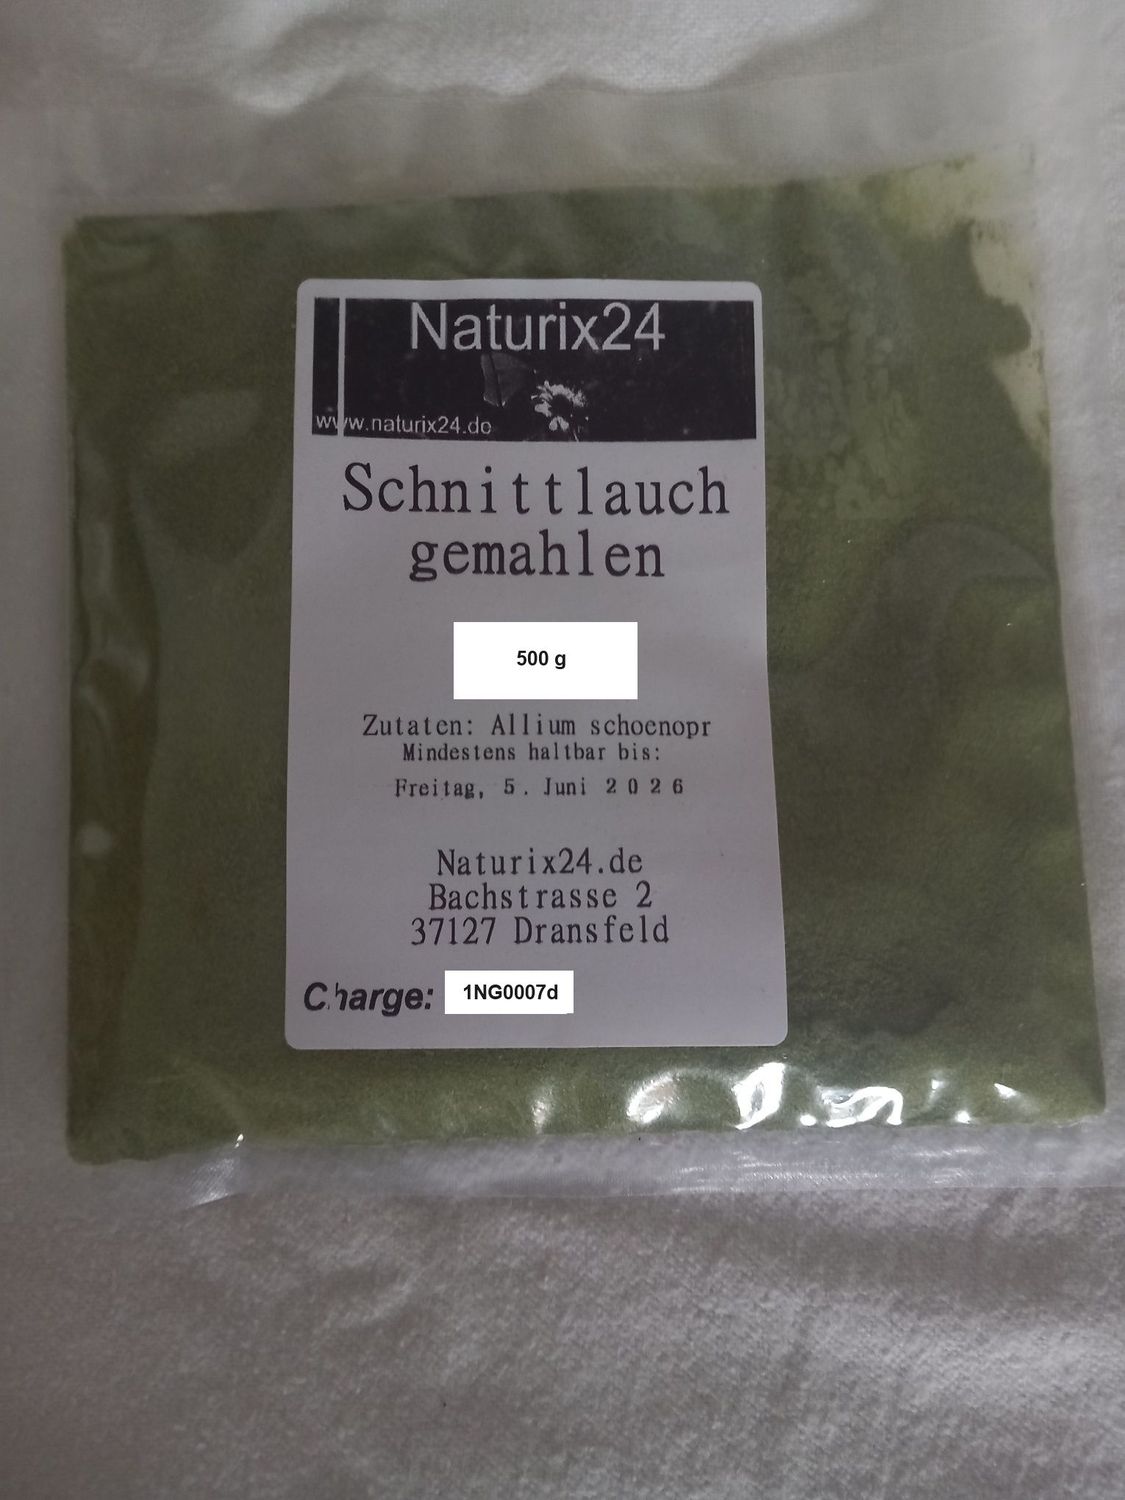 Naturix24
www.naturix24.de
Schnittlauch
gemahlen
500 g
Zutaten: Allium schoenopr
Mindestens haltbar bis:
Freitag, 5. Juni 2026
Naturix24.de
Bachstrasse 2
37127 Dransfeld
Charge: 1NG0007d